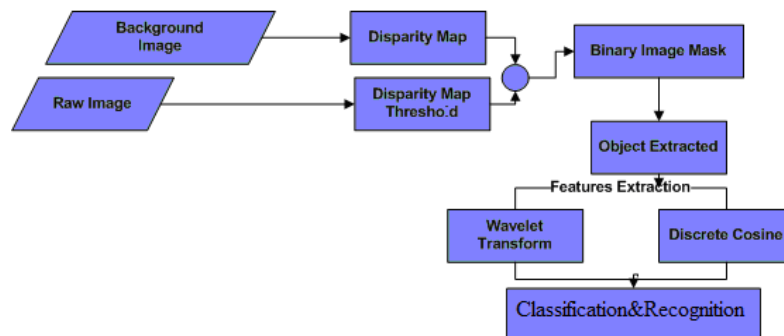 Background
Image
Disparity Map
Binary Image Mask
Raw Image
Disparity Map
Threshold
Object Extracted
Features Extraction
Wavelet
Transform
Discrete Cosine
Classification&Recognition